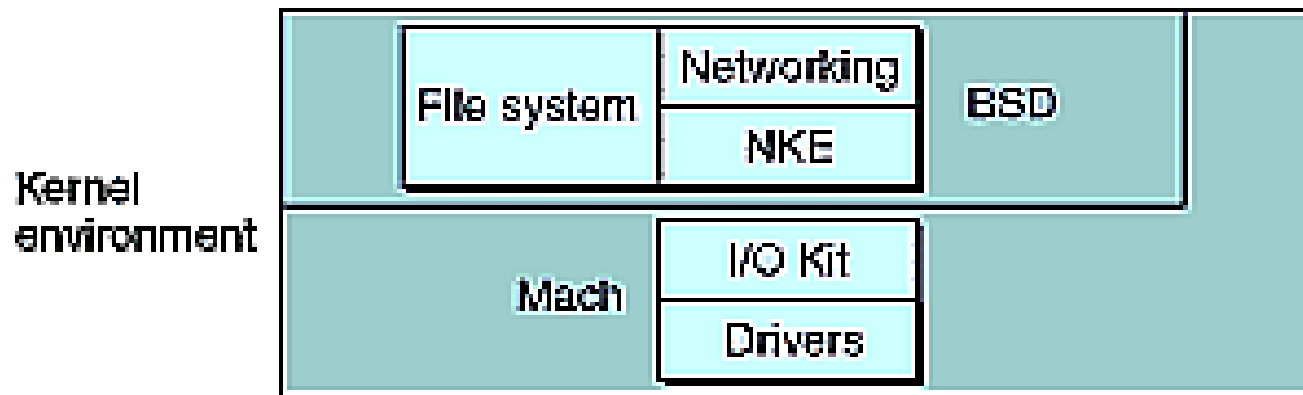 Kernel
environment
File system
Networking
NKE
BSD
Mach
I/O Kit
Drivers